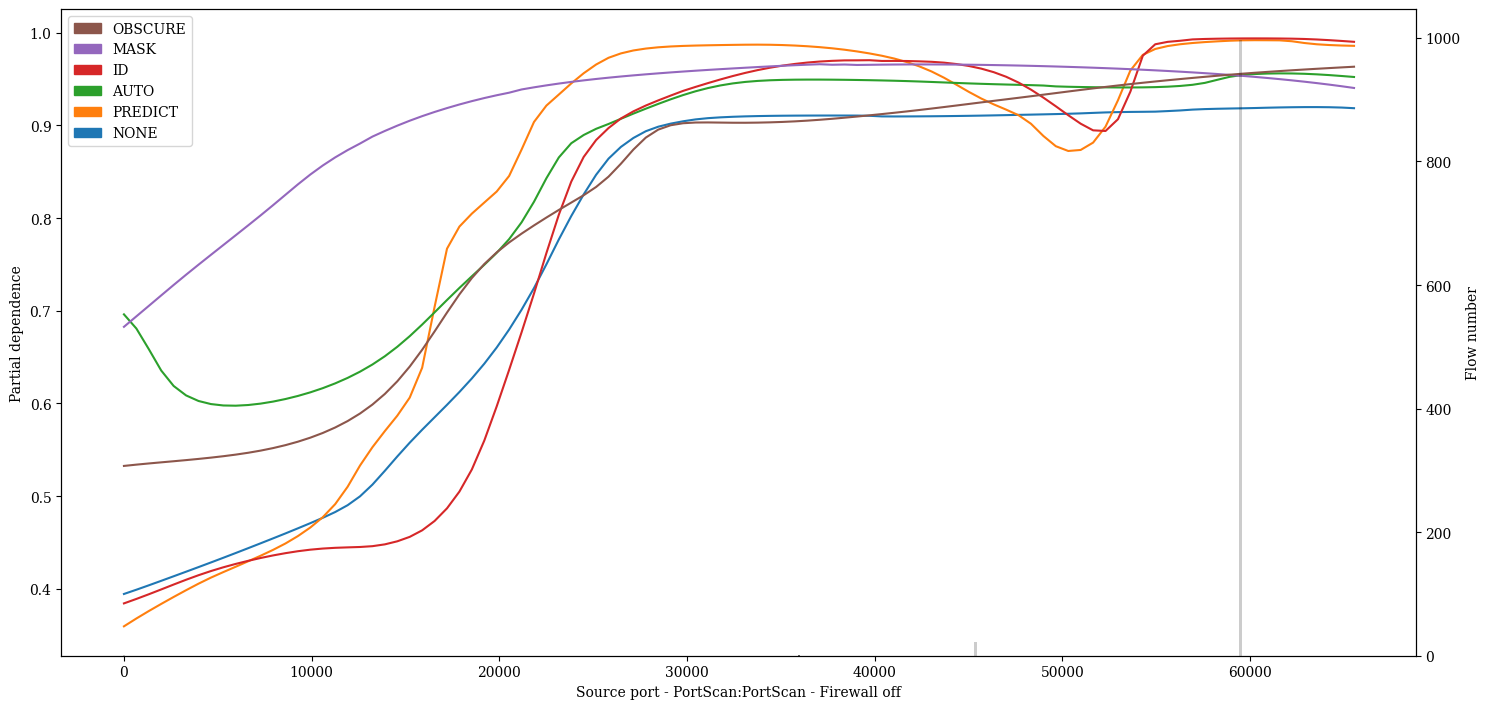 OBSCURE
MASK
ID
AUTO
PREDICT
NONE
1.0
0.9
0.8
0.7
0.6
0.5
0.4
Partial dependence
1000
800
600
400
200
0
Flow number
0 10000 20000 30000 40000 50000 60000
Source port - PortScan:PortScan - Firewall off